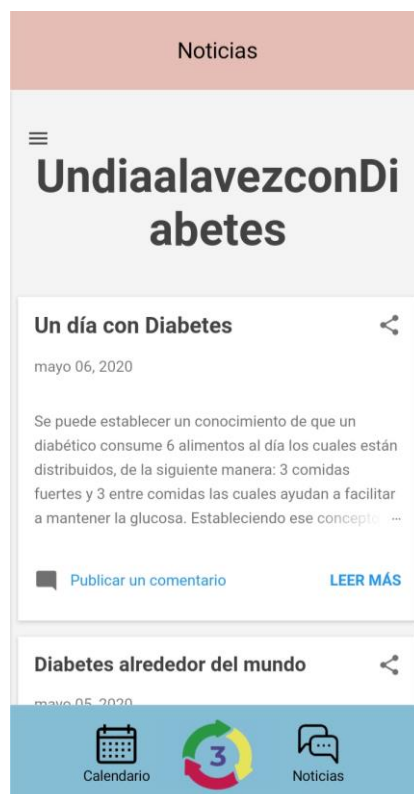 Noticias
UndiaalavezconDi
abetes
Un día con Diabetes
mayo 06, 2020
Se puede establecer un conocimiento de que un
diabético consume 6 alimentos al día los cuales están
distribuidos, de la siguiente manera: 3 comidas
fuertes y 3 entre comidas las cuales ayudan a facilitar
a mantener la glucosa. Estableciendo ese concepto ...
Publicar un comentario LEER MÁS
Diabetes alrededor del mundo
mayo 05, 2020
3
Calendario Noticias